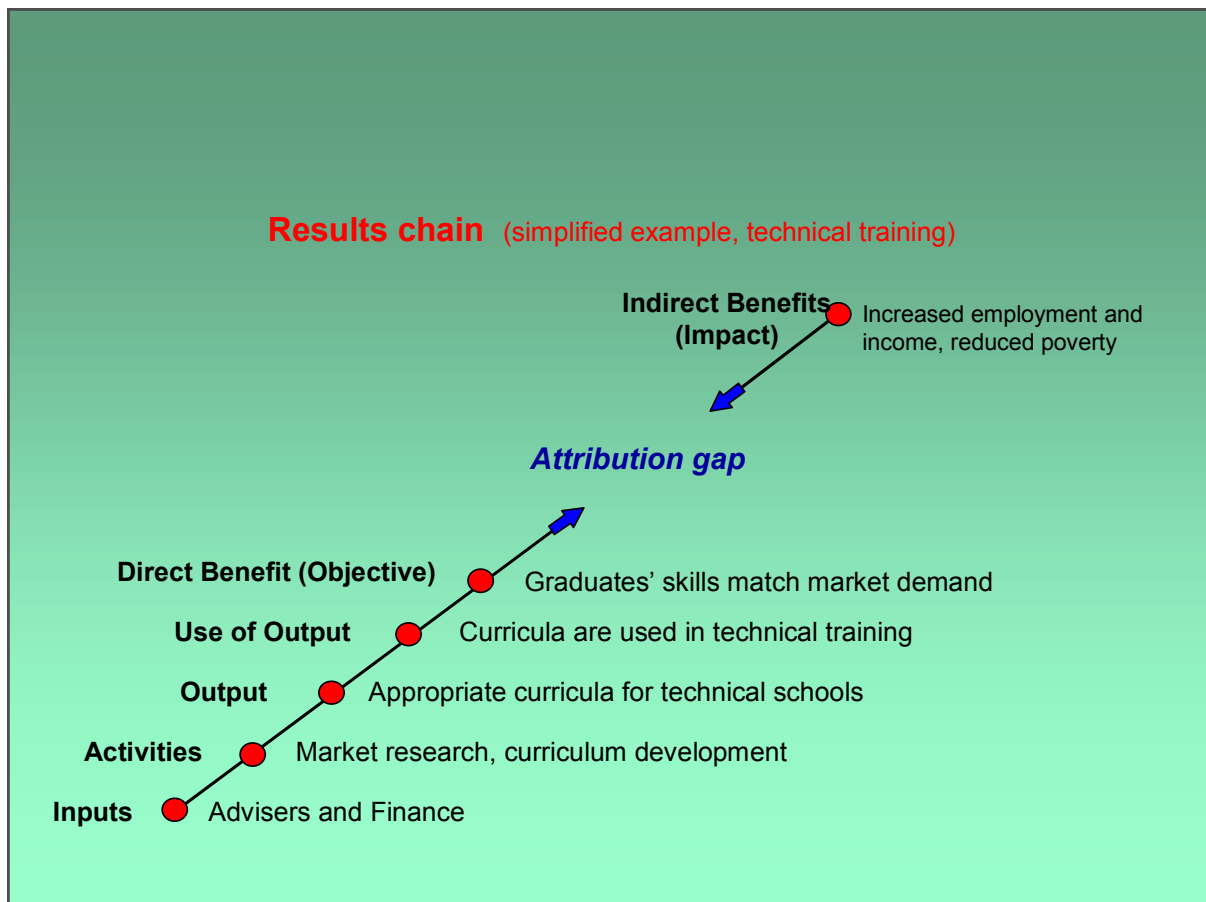 Results chain (simplified example, technical training)
Indirect Benefits
(Impact)
Increased employment and
income, reduced poverty
Attribution gap
Direct Benefit (Objective)
Graduates’ skills match market demand
Use of Output
Curricula are used in technical training
Output
Appropriate curricula for technical schools
Activities
Market research, curriculum development
Inputs
Advisers and Finance